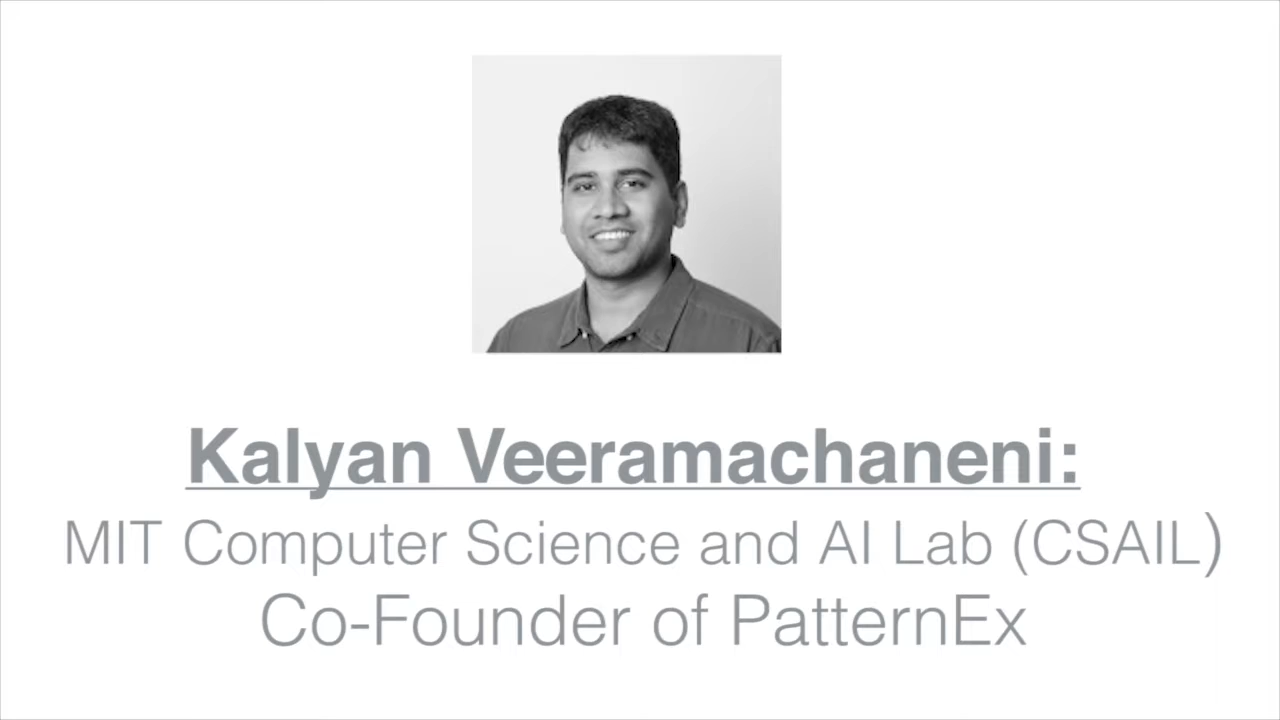 Kalyan Veeramachaneni:
MIT Computer Science and AI Lab (CSAIL)
Co-Founder of PatternEx